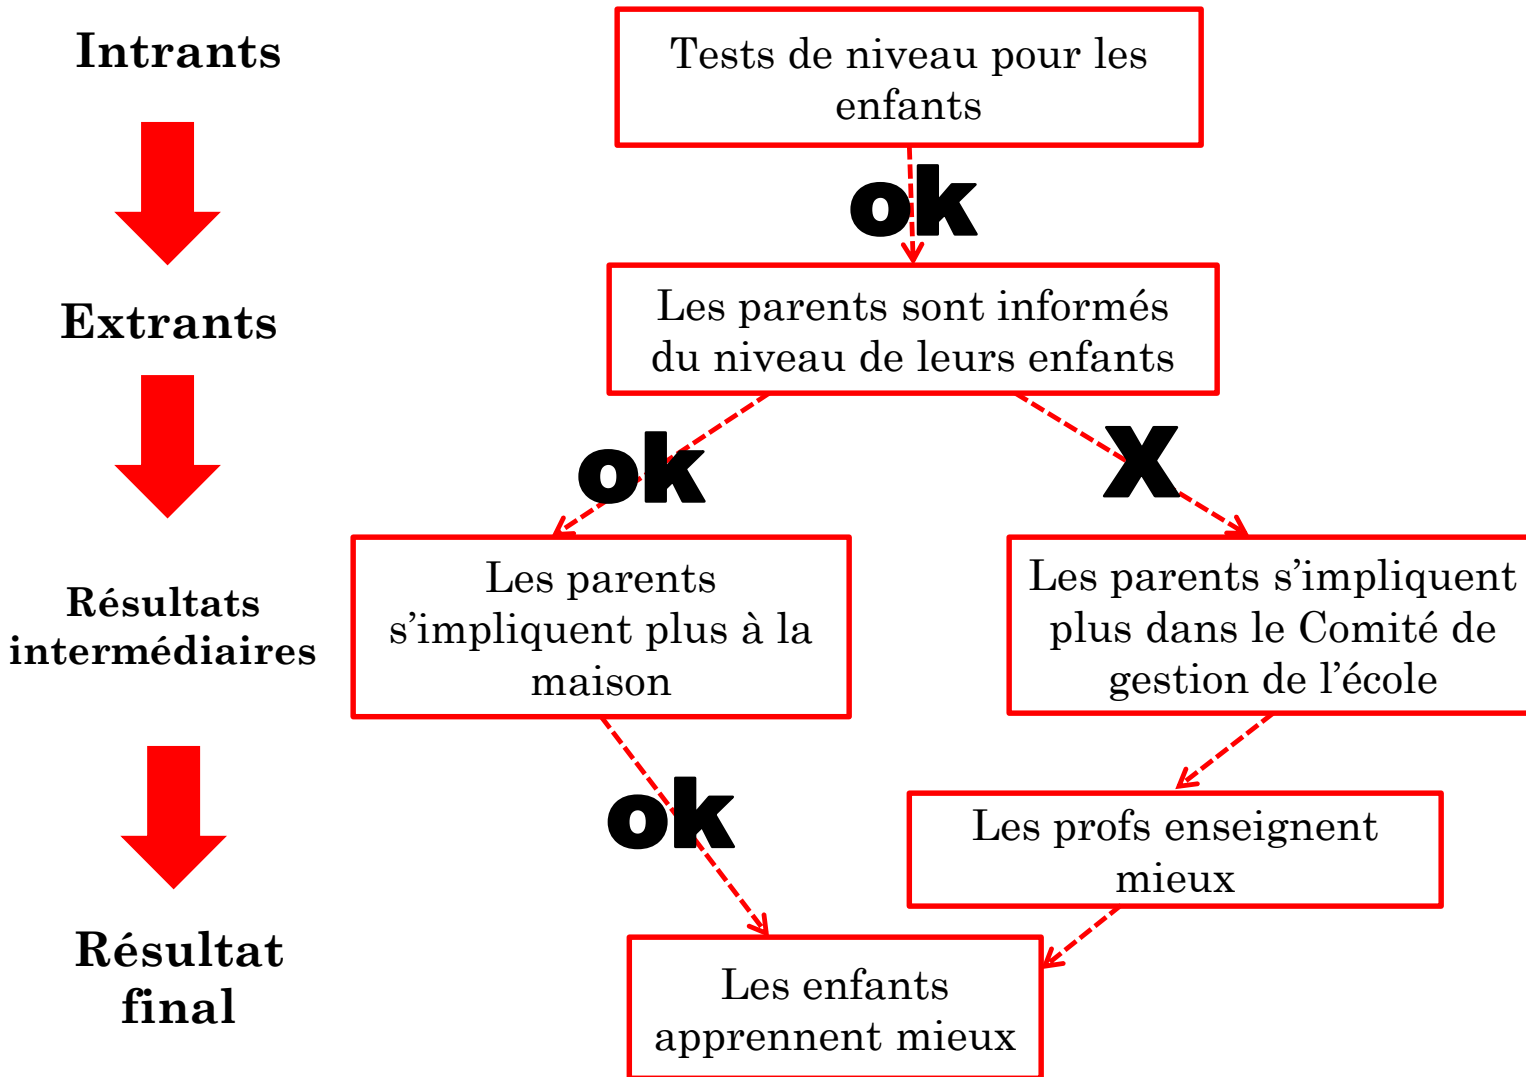 Intrants
Tests de niveau pour les
enfants
ok
Extrants
Les parents sont informés
du niveau de leurs enfants
ok
X
Résultats
intermédiaires
Les parents
s'impliquent plus à la
maison
Les parents s'impliquent
plus dans le Comité de
gestion de l’école
ok
Les profs enseignent
mieux
Résultat
final
Les enfants
apprennent mieux